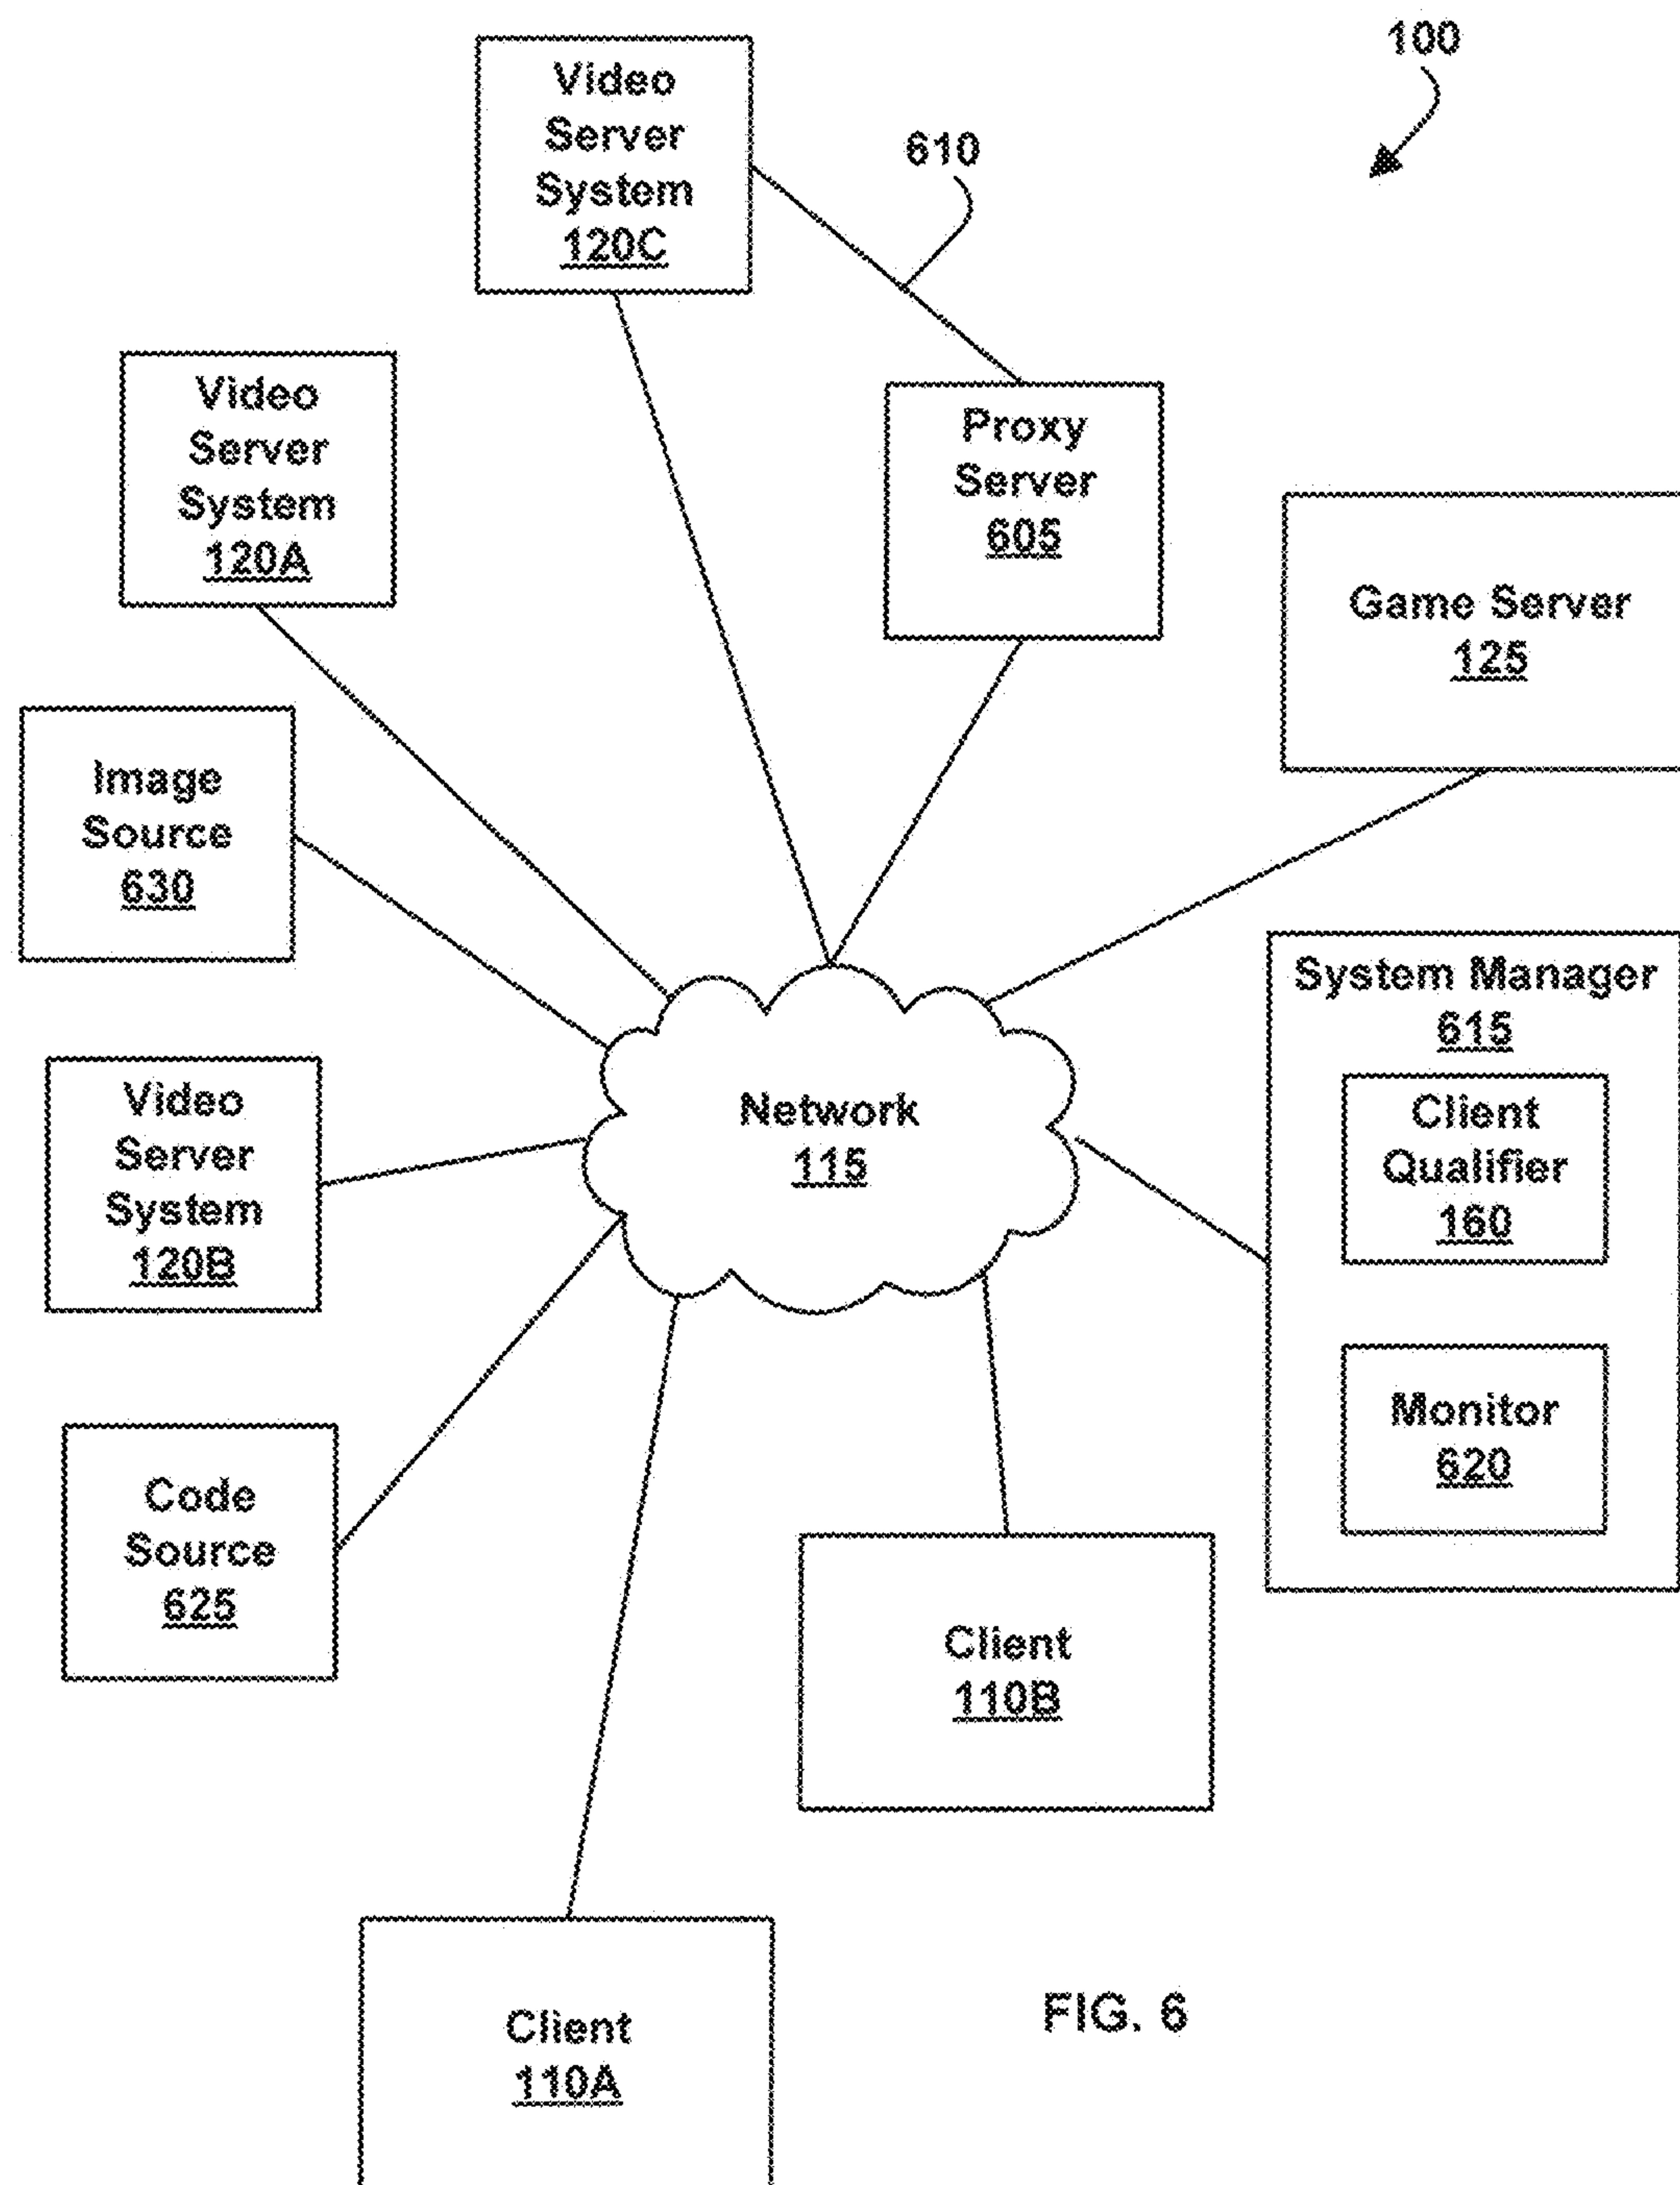 100
Video
Server
System
120C
610
Video
Server
System
120A
Proxy
Server
605
Game Server
125
Image
Source
630
System Manager
615
Client
Qualifier
160
Monitor
620
Network
115
Video
Server
System
120B
Code
Source
625
Client
110B
Client
110A
FIG. 6